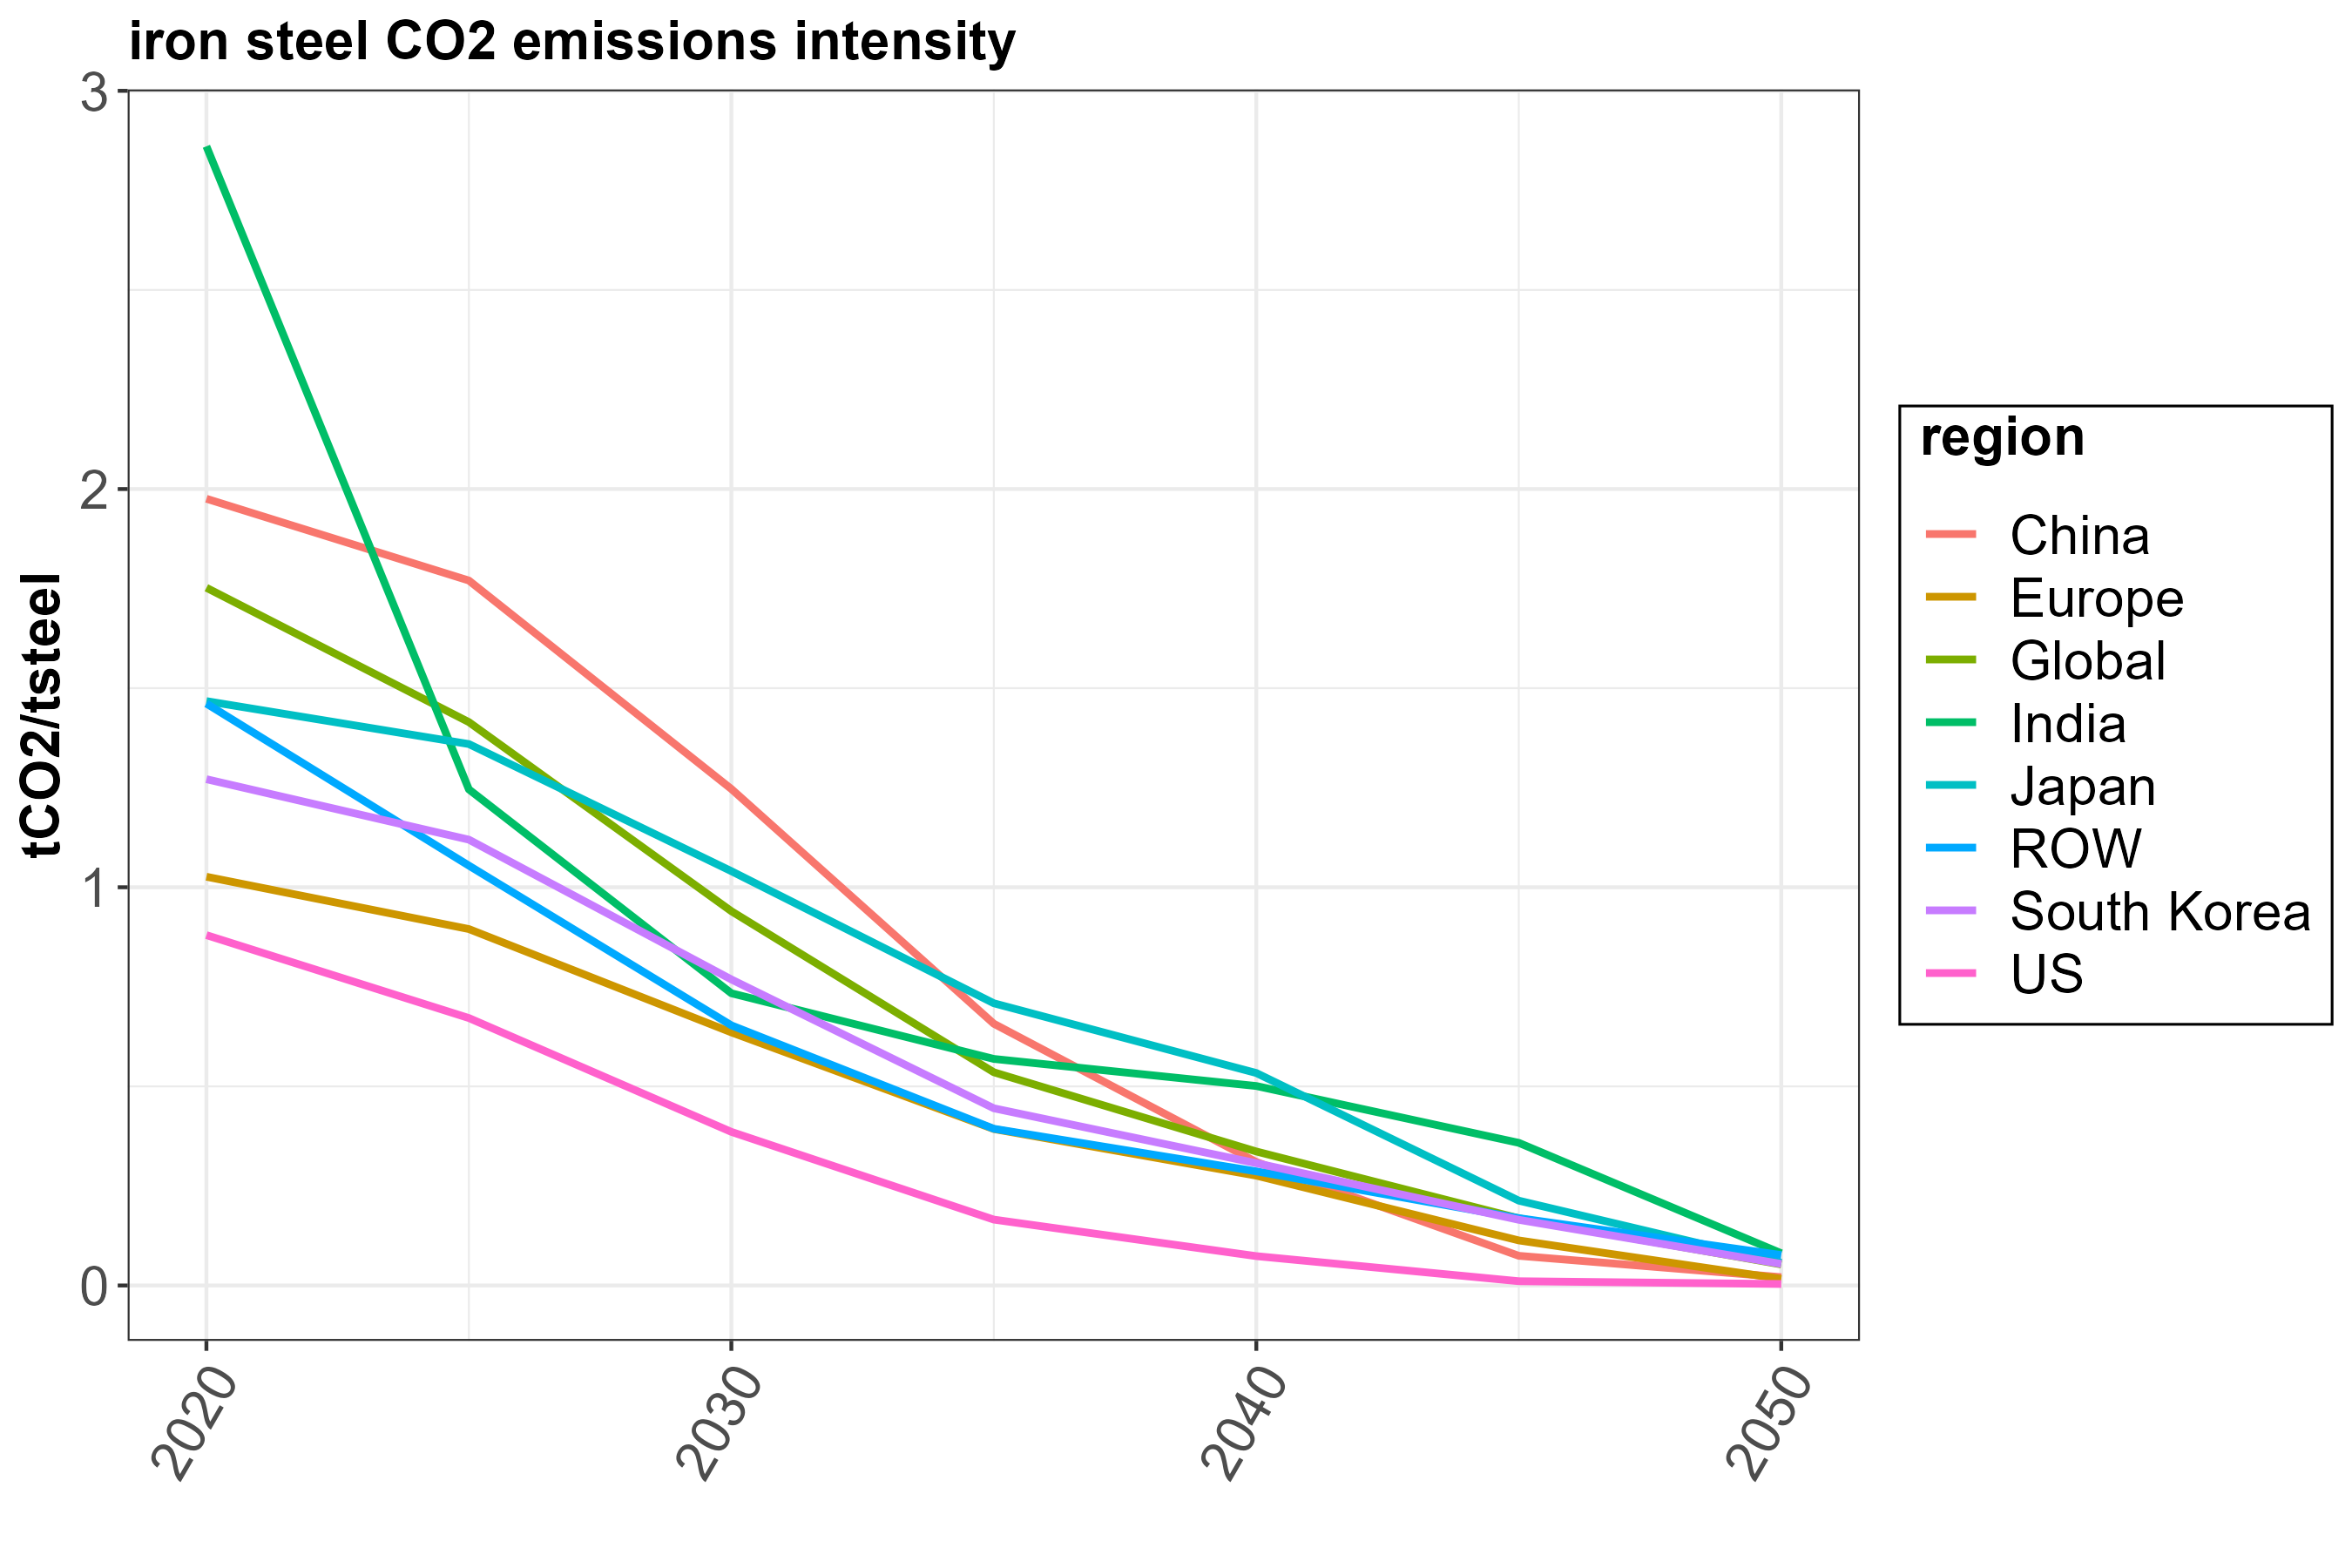 iron steel CO2 emissions intensity
tCO2/tsteel
3
2
1
0
2020
2030
2040
2050
region
China
Europe
Global
India
Japan
ROW
South Korea
US